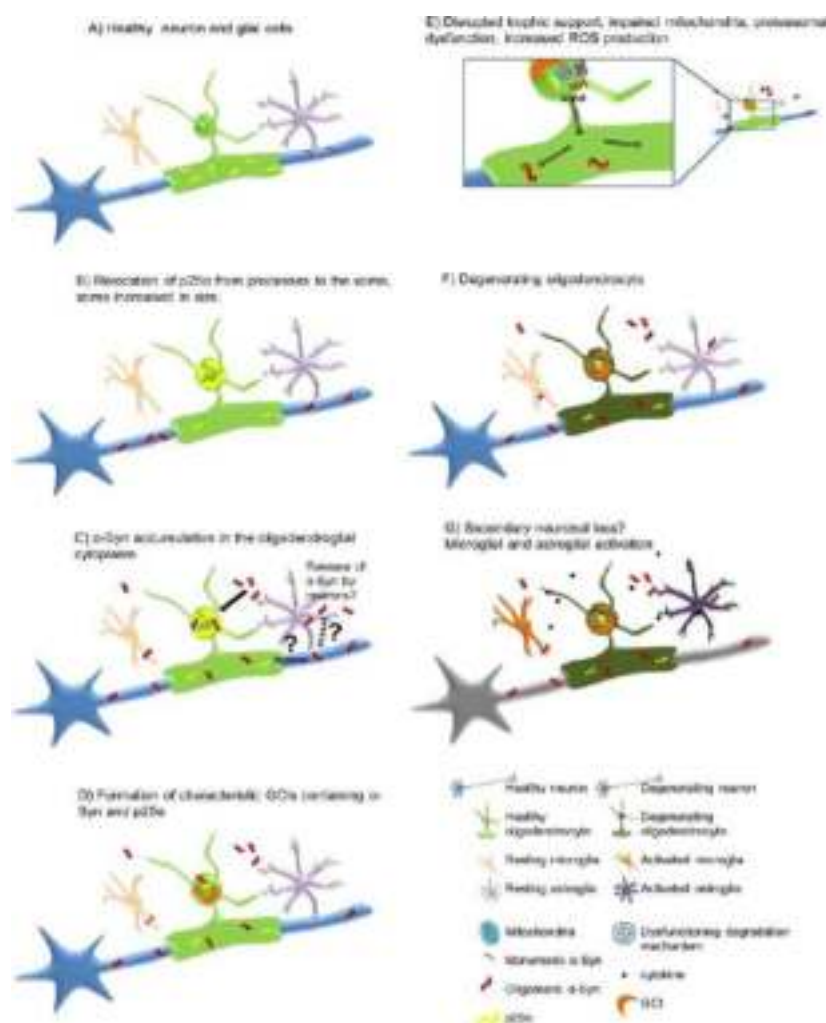 A) Healthy neuron and glial cells
B) Relocation of p25α from processes to the soma,
soma increased in size
C) α-Syn accumulation in the oligodendroglial
cytoplasm
Release of
α-Syn by
neurons?
?
?
D) Formation of characteristic GCIs containing α-
Syn and p25α
E) Disrupted trophic support, impaired mitochondria, proteasomal
dysfunction, increased ROS production
F) Degenerating oligodendrocyte
G) Secondary neuronal loss?
Microglial and astroglial activation
Healthy neuron
Degenerating neuron
Healthy
oligodendrocyte
Degenerating
oligodendrocyte
Resting microglia
Activated microglia
Resting astroglia
Activated astroglia
Mitochondria
Dysfunctioning degradation
mechanism
Monomeric α-Syn
cytokine
Oligomeric α-Syn
GCI
p25α